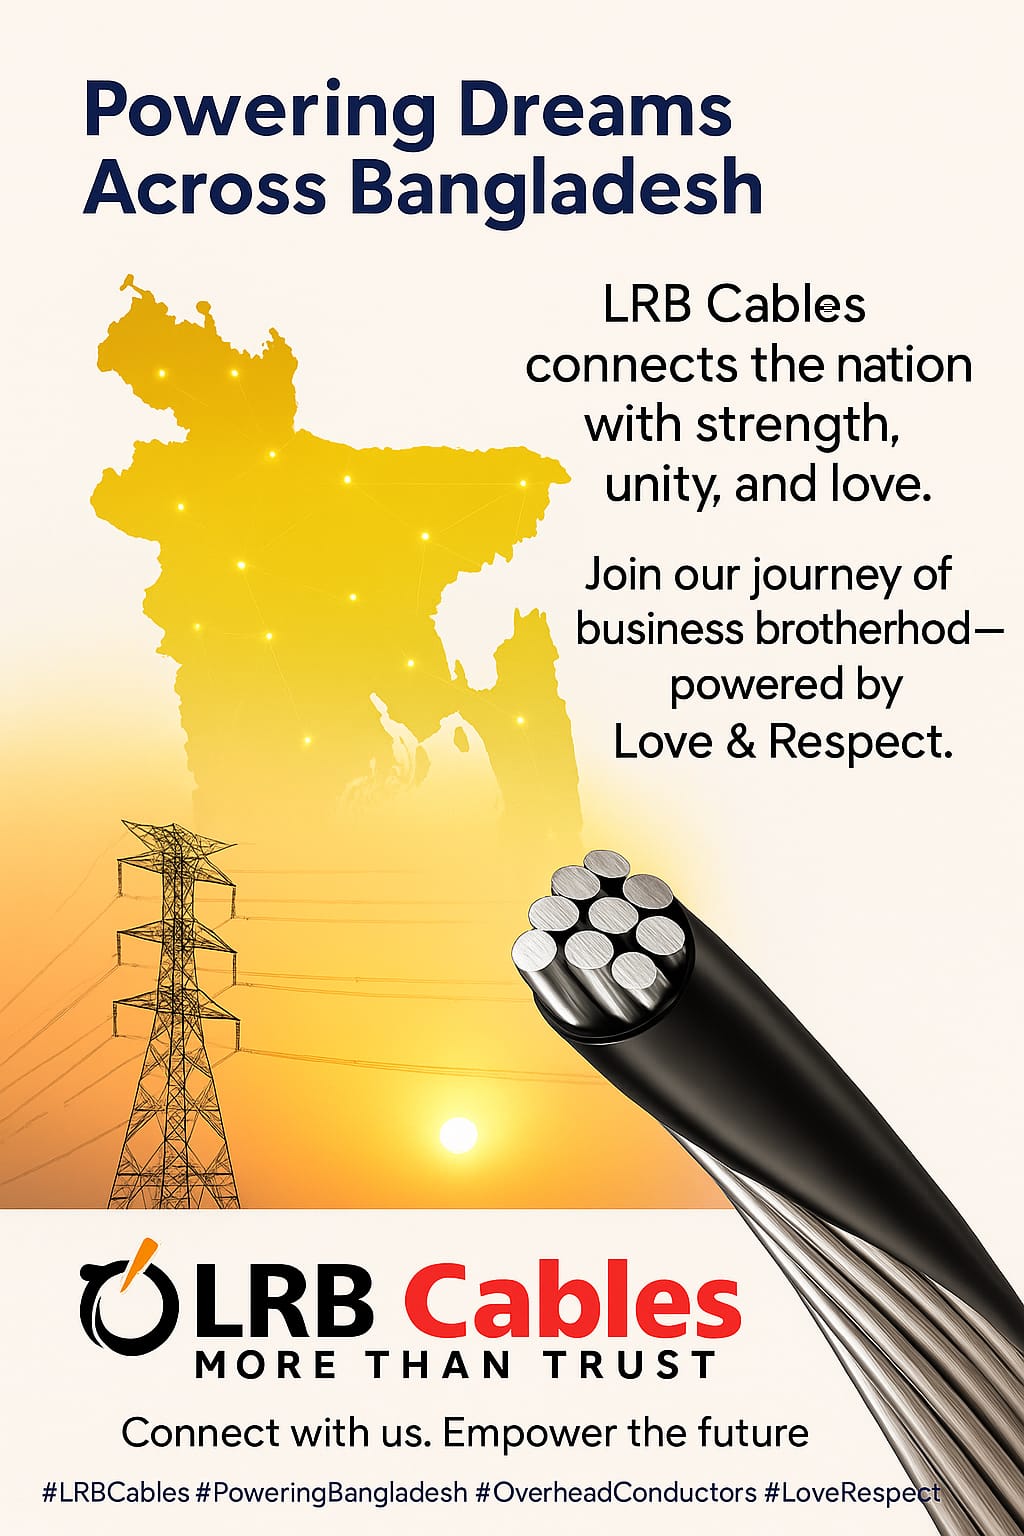 Powering Dreams
Across Bangladesh
LRB Cables
connects the nation
with strength,
unity, and love.
Join our journey of
business brotherhod—
powered by
Love & Respect.
LRB Cables
MORE THAN TRUST
Connect with us. Empower the future
#LRBCables #PoweringBangladesh #OverheadConductors #LoveRespect